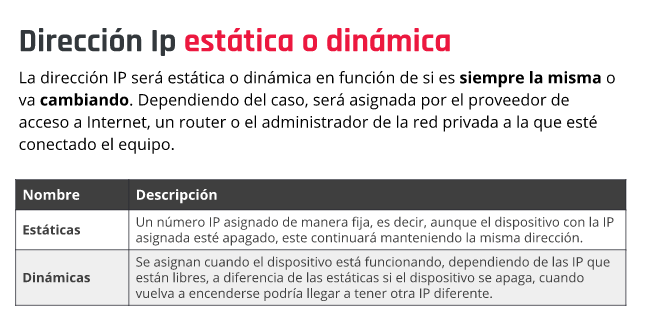 Dirección Ip estática o dinámica
La dirección IP será estática o dinámica en función de si es siempre la misma o
va cambiando. Dependiendo del caso, será asignada por el proveedor de
acceso a Internet, un router o el administrador de la red privada a la que esté
conectado el equipo.
Nombre Descripción
Estáticas
Un número IP asignado de manera fija, es decir, aunque el dispositivo con la IP
asignada esté apagado, este continuará manteniendo la misma dirección.
Dinámicas
Se asignan cuando el dispositivo está funcionando, dependiendo de las IP que
están libres, a diferencia de las estáticas si el dispositivo se apaga, cuando
vuelva a encenderse podría llegar a tener otra IP diferente.